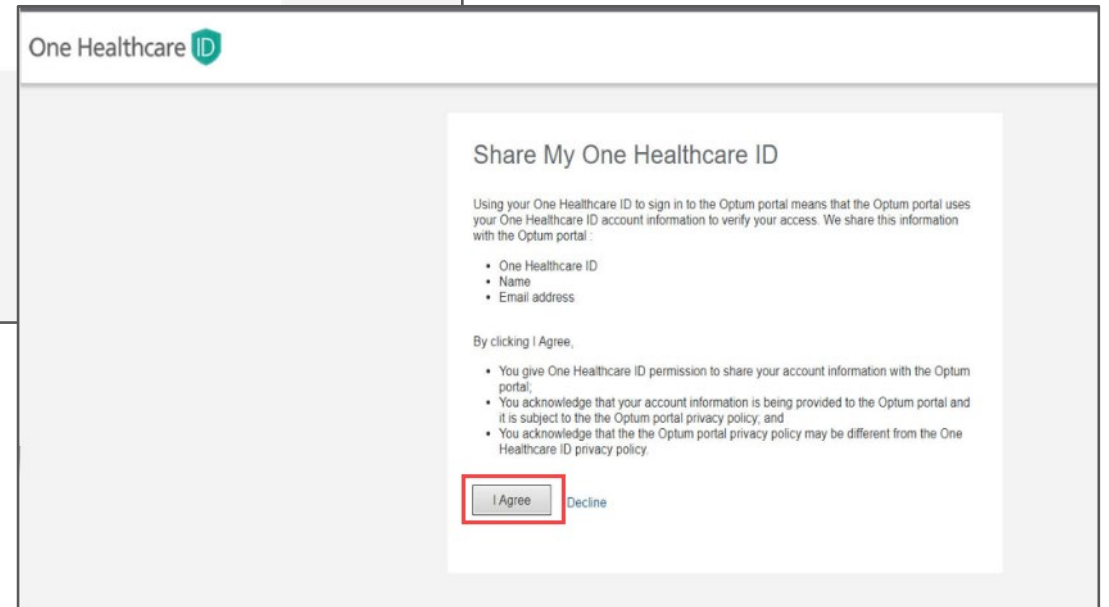 One Healthcare ID
Share My One Healthcare ID
Using your One Healthcare ID to sign in to the Optum portal means that the Optum portal uses
your One Healthcare ID account information to verify your access. We share this information
with the Optum portal :
• One Healthcare ID
• Name
• Email address
By clicking I Agree,
• You give One Healthcare ID permission to share your account information with the Optum
portal;
• You acknowledge that your account information is being provided to the Optum portal and
it is subject to the the Optum portal privacy policy; and
• You acknowledge that the the Optum portal privacy policy may be different from the One
Healthcare ID privacy policy.
I Agree Decline